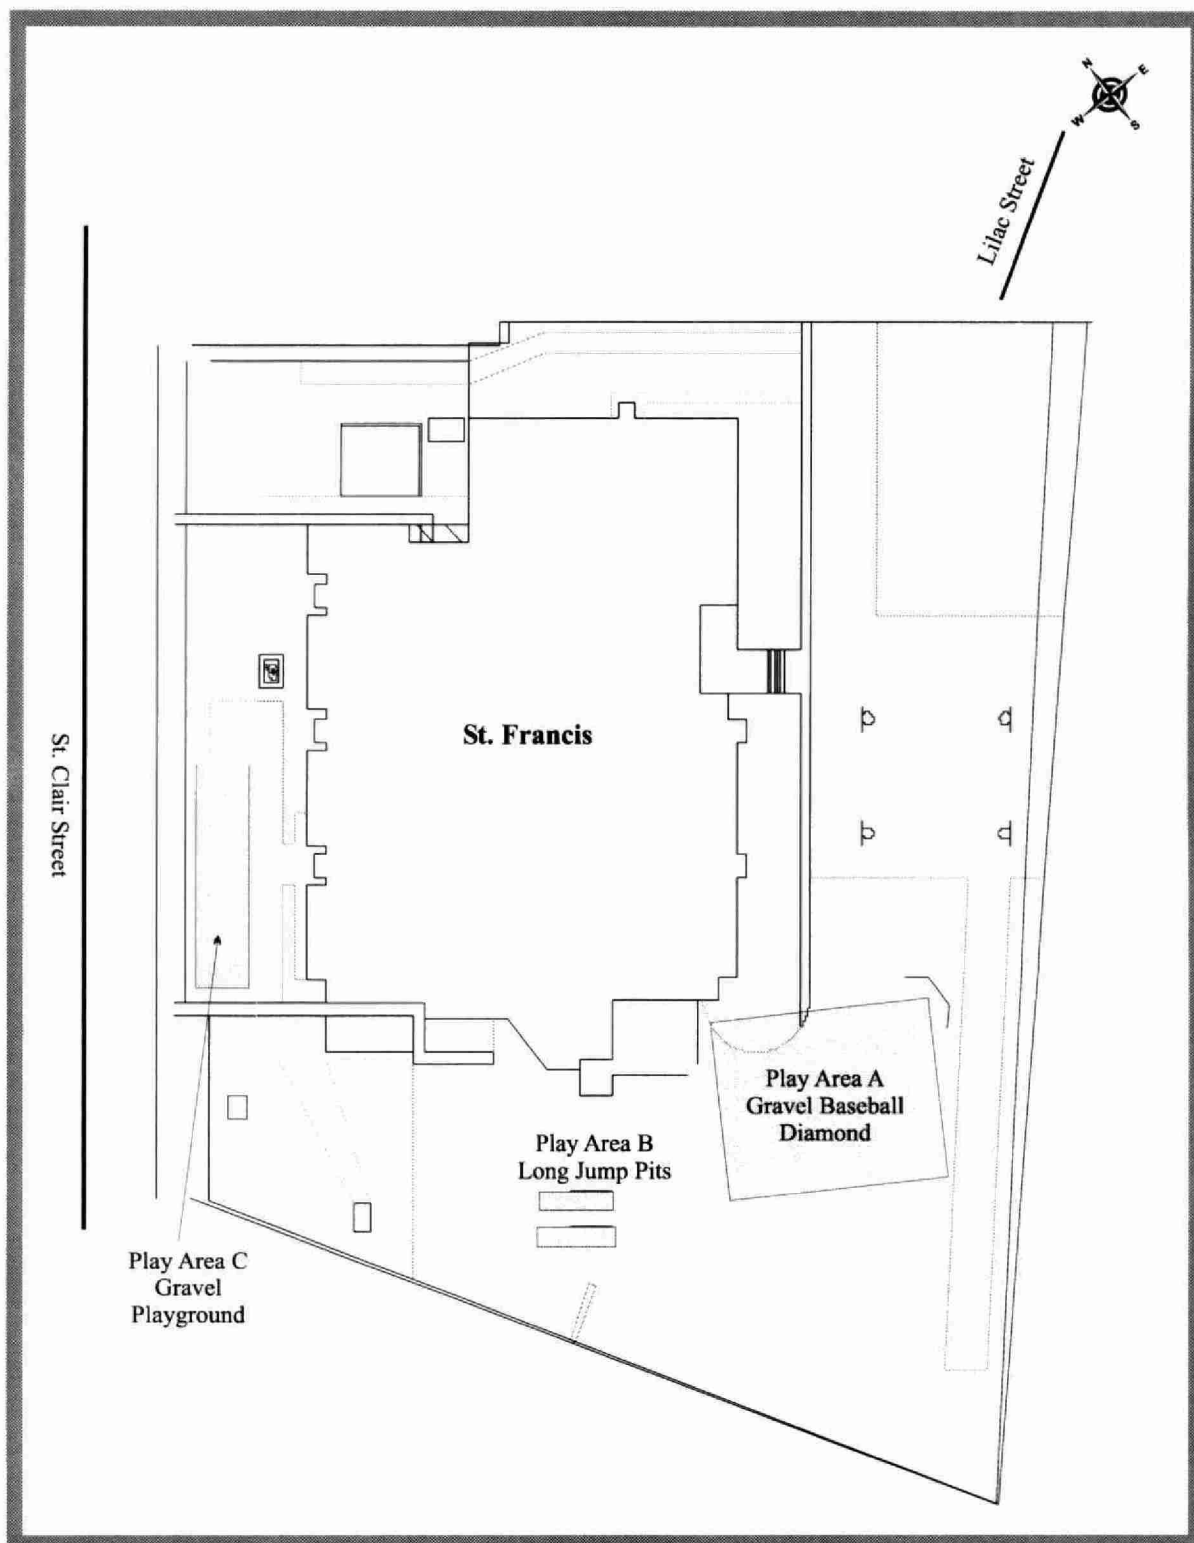 N
E
W
S
Lilac Street
St. Francis
St. Clair Street
Play Area A
Gravel Baseball
Diamond
Play Area B
Long Jump Pits
Play Area C
Gravel
Playground